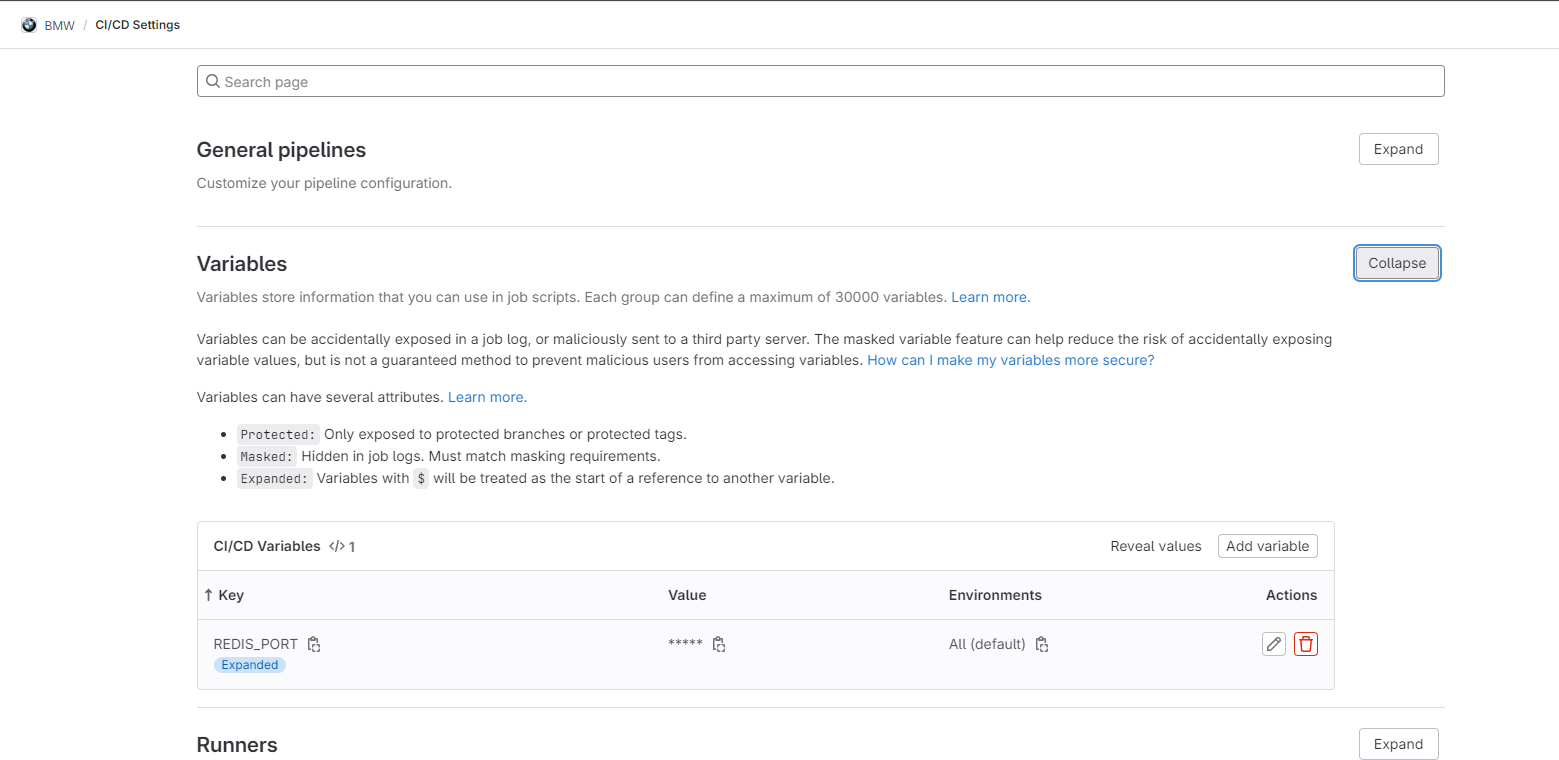 BMW / CI/CD Settings
Search page
General pipelines
Expand
Customize your pipeline configuration.
Variables
Collapse
Variables store information that you can use in job scripts. Each group can define a maximum of 30000 variables. Learn more.
Variables can be accidentally exposed in a job log, or maliciously sent to a third party server. The masked variable feature can help reduce the risk of accidentally exposing
variable values, but is not a guaranteed method to prevent malicious users from accessing variables. How can I make my variables more secure?
Variables can have several attributes. Learn more.
• Protected: Only exposed to protected branches or protected tags.
• Masked: Hidden in job logs. Must match masking requirements.
• Expanded: Variables with $ will be treated as the start of a reference to another variable.
CI/CD Variables </> 1 Reveal values Add variable
↑ Key Value Environments Actions
REDIS_PORT ***** All (default)
Expanded
Runners
Expand